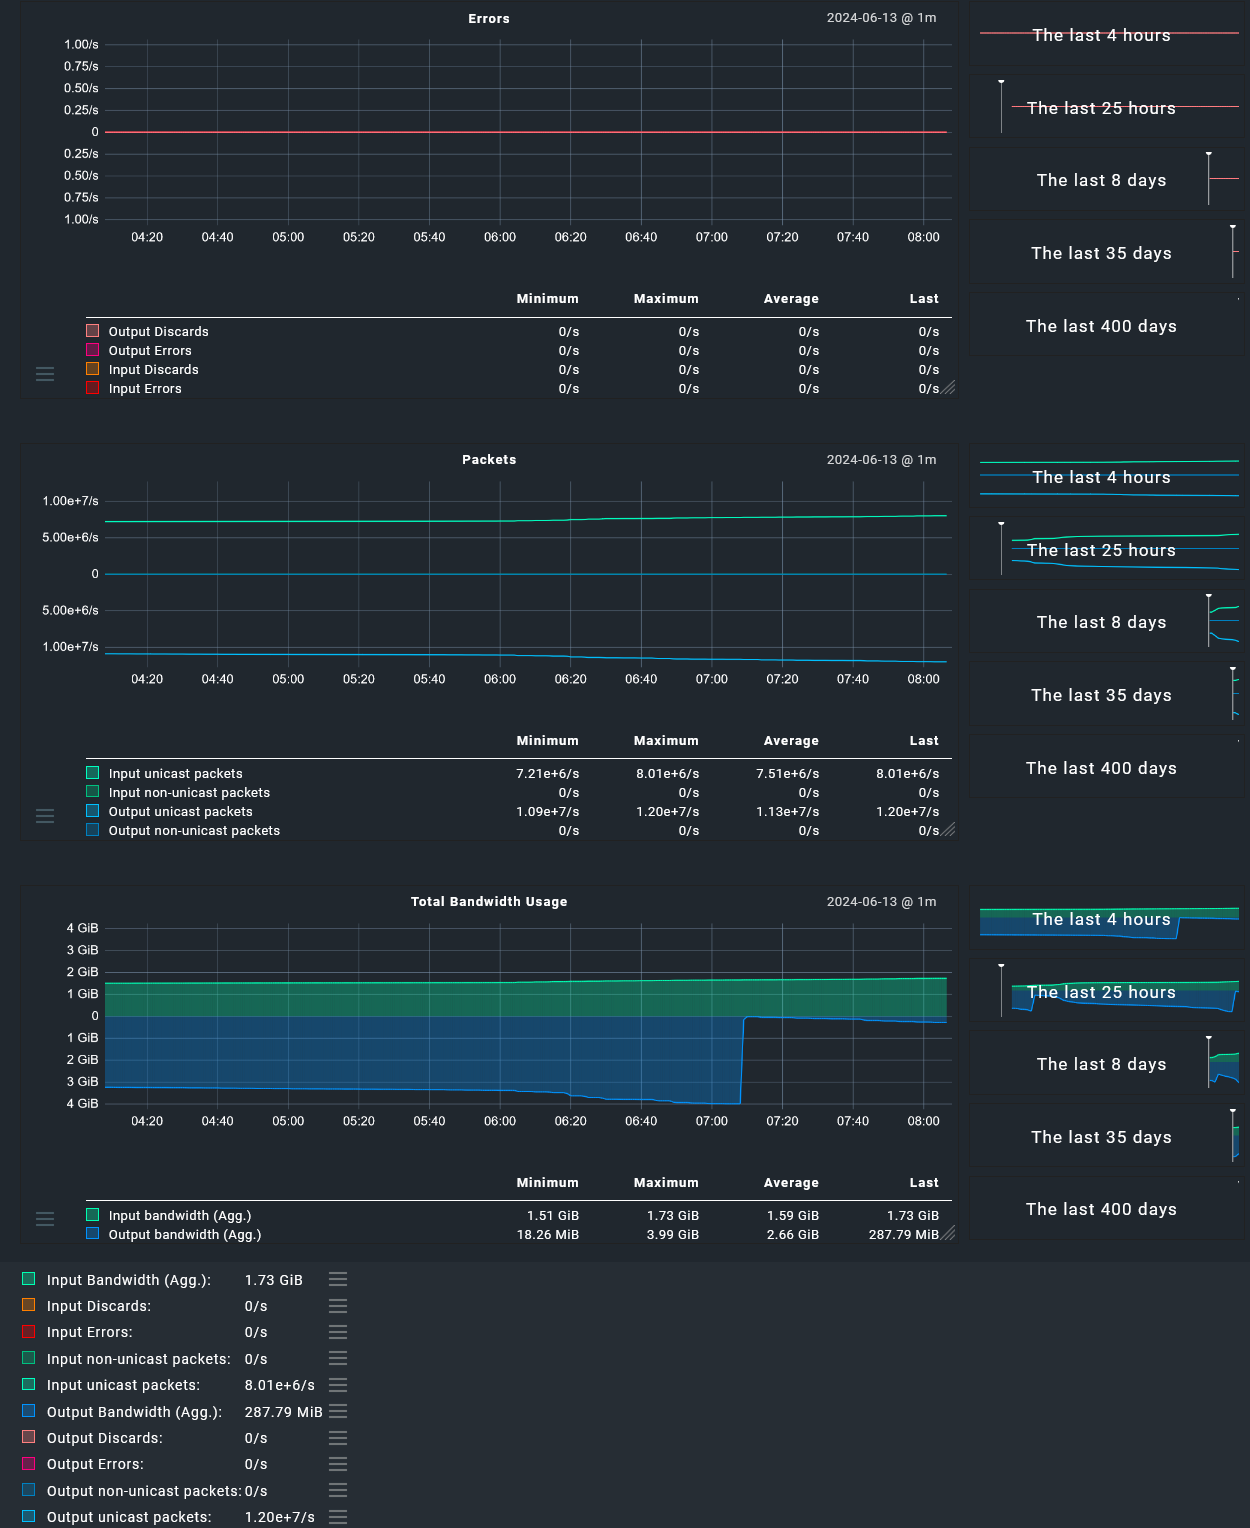 Errors
2024-06-13 @ 1m
1.00/s
0.75/s
0.50/s
0.25/s
0
0.25/s
0.50/s
0.75/s
1.00/s
04:20 04:40 05:00 05:20 05:40 06:00 06:20 06:40 07:00 07:20 07:40 08:00
Minimum Maximum Average Last
Output Discards 0/s 0/s 0/s 0/s
Output Errors 0/s 0/s 0/s 0/s
Input Discards 0/s 0/s 0/s 0/s
Input Errors 0/s 0/s 0/s 0/s
The last 4 hours
The last 25 hours
The last 8 days
The last 35 days
The last 400 days
Packets
2024-06-13 @ 1m
1.00e+7/s
5.00e+6/s
0
5.00e+6/s
1.00e+7/s
04:20 04:40 05:00 05:20 05:40 06:00 06:20 06:40 07:00 07:20 07:40 08:00
Minimum Maximum Average Last
Input unicast packets 7.21e+6/s 8.01e+6/s 7.51e+6/s 8.01e+6/s
Input non-unicast packets 0/s 0/s 0/s 0/s
Output unicast packets 1.09e+7/s 1.20e+7/s 1.13e+7/s 1.20e+7/s
Output non-unicast packets 0/s 0/s 0/s 0/s
The last 4 hours
The last 25 hours
The last 8 days
The last 35 days
The last 400 days
Total Bandwidth Usage
2024-06-13 @ 1m
4 GiB
3 GiB
2 GiB
1 GiB
0
1 GiB
2 GiB
3 GiB
4 GiB
04:20 04:40 05:00 05:20 05:40 06:00 06:20 06:40 07:00 07:20 07:40 08:00
Minimum Maximum Average Last
Input bandwidth (Agg.) 1.51 GiB 1.73 GiB 1.59 GiB 1.73 GiB
Output bandwidth (Agg.) 18.26 MiB 3.99 GiB 2.66 GiB 287.79 MiB
The last 4 hours
The last 25 hours
The last 8 days
The last 35 days
The last 400 days
Input Bandwidth (Agg.): 1.73 GiB
Input Discards: 0/s
Input Errors: 0/s
Input non-unicast packets: 0/s
Input unicast packets: 8.01e+6/s
Output Bandwidth (Agg.): 287.79 MiB
Output Discards: 0/s
Output Errors: 0/s
Output non-unicast packets: 0/s
Output unicast packets: 1.20e+7/s